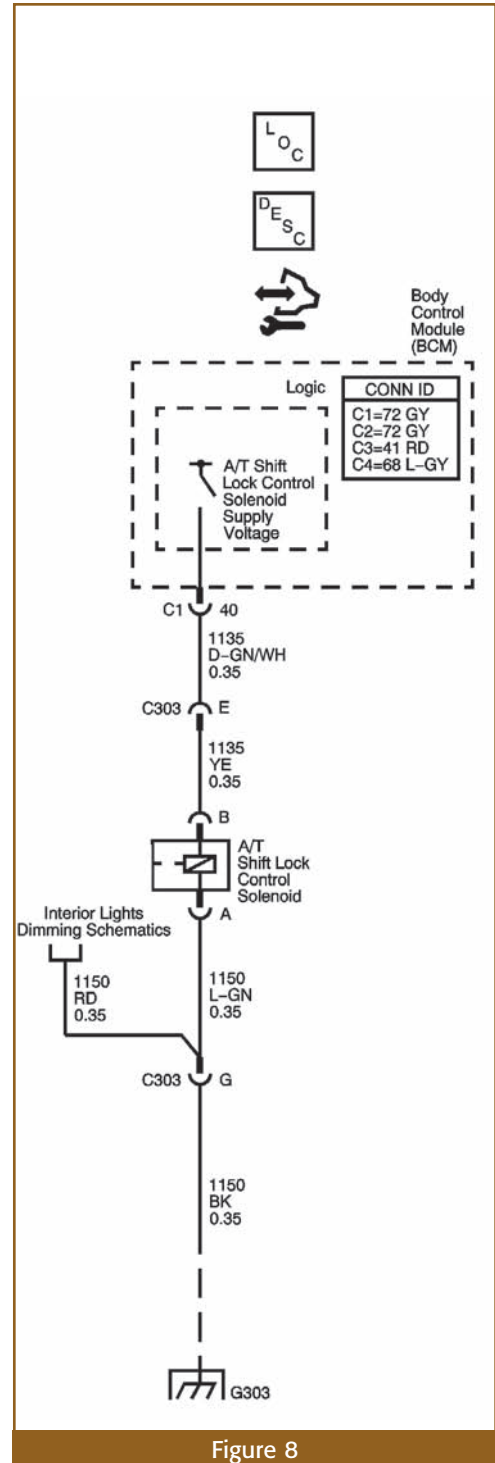 LOC
DESC
Body
Control
Module
(BCM)
Logic
CONN ID
C1=72 GY
C2=72 GY
C3=41 RD
C4=68 L-GY
A/T Shift
Lock Control
Solenoid
Supply
Voltage
C1 40
1135
D-GN/WH
0.35
C303 E
1135
YE
0.35
B
A/T
Shift Lock
Control
Solenoid
A
Interior Lights
Dimming Schematics
1150
RD
0.35
1150
L-GN
0.35
C303 G
1150
BK
0.35
G303
Figure 8